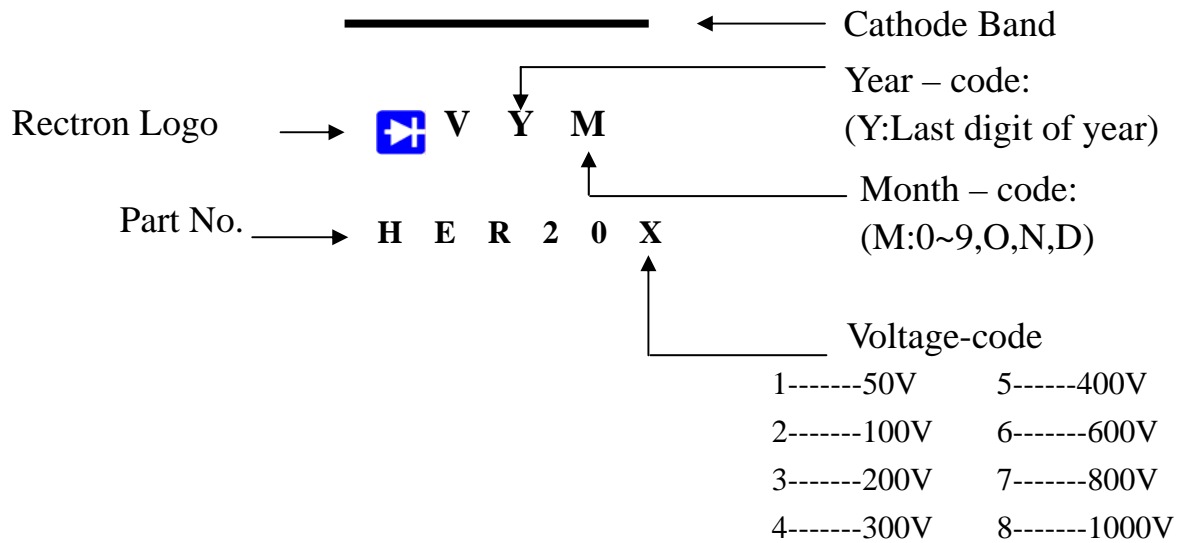 Cathode Band
Year – code:
(Y:Last digit of year)
Rectron Logo
V Y M
Month – code:
(M:0~9,O,N,D)
Part No.
H E R 2 0 X
Voltage-code
1-------50V 5------400V
2-------100V 6-------600V
3-------200V 7-------800V
4-------300V 8-------1000V